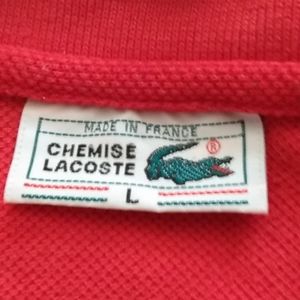 MADE IN FRANCE
CHEMISE
LACOSTE ®
L